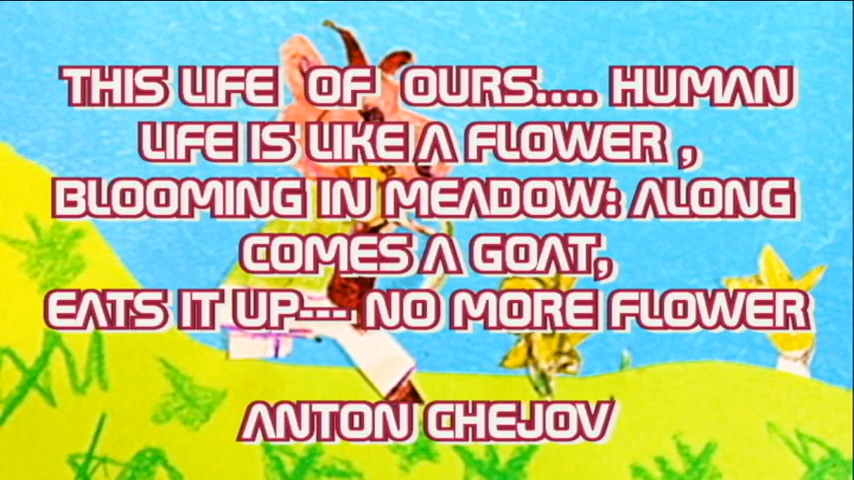 THIS LIFE OF OURS.... HUMAN
LIFE IS LIKE A FLOWER ,
BLOOMING IN MEADOW: ALONG
COMES A GOAT,
EATS IT UP--- NO MORE FLOWER
ANTON CHEJOV